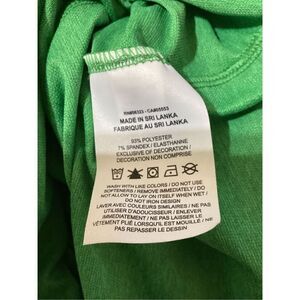 MADE IN SRI LANKA
FABRIQUE AU SRI LANKA
93% POLYESTER
7% SPANDEX / ELASTHANNE
EXCLUSIVE OF DECORATION /
DECORATION NON COMPRISE
WASH WITH LIKE COLORS / DO NOT USE
SOFTENERS / REMOVE IMMEDIATELY / DO
NOT ALLOW TO LAY ON ITSELF WHEN WET /
DO NOT IRON DESIGN
LAVER AVEC COULEURS SIMILAIRES / NE PAS
UTILISER D'ADOUCISSEUR / ENLEVER
IMMEDIATEMENT / NE PAS LAISSER LE
VÊTEMENT PLIÉ LORSQU'IL EST MOUILLÉ / NE
PAS REPASSER LE DESSIN